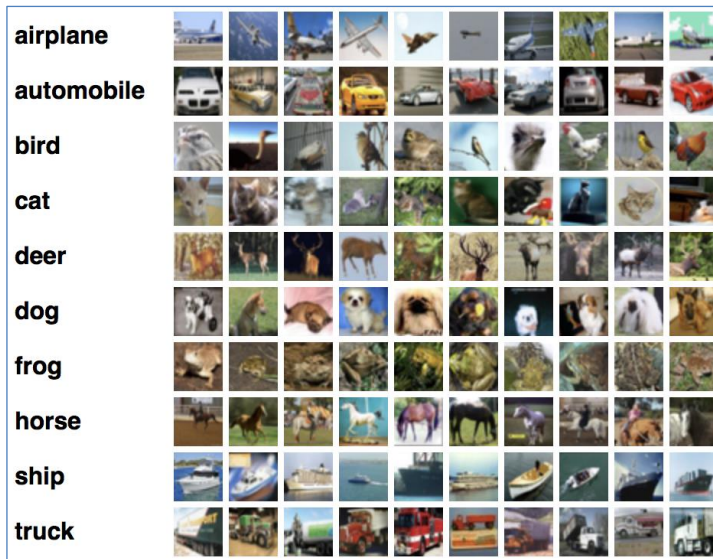 airplane
automobile
bird
cat
deer
dog
frog
horse
ship
truck